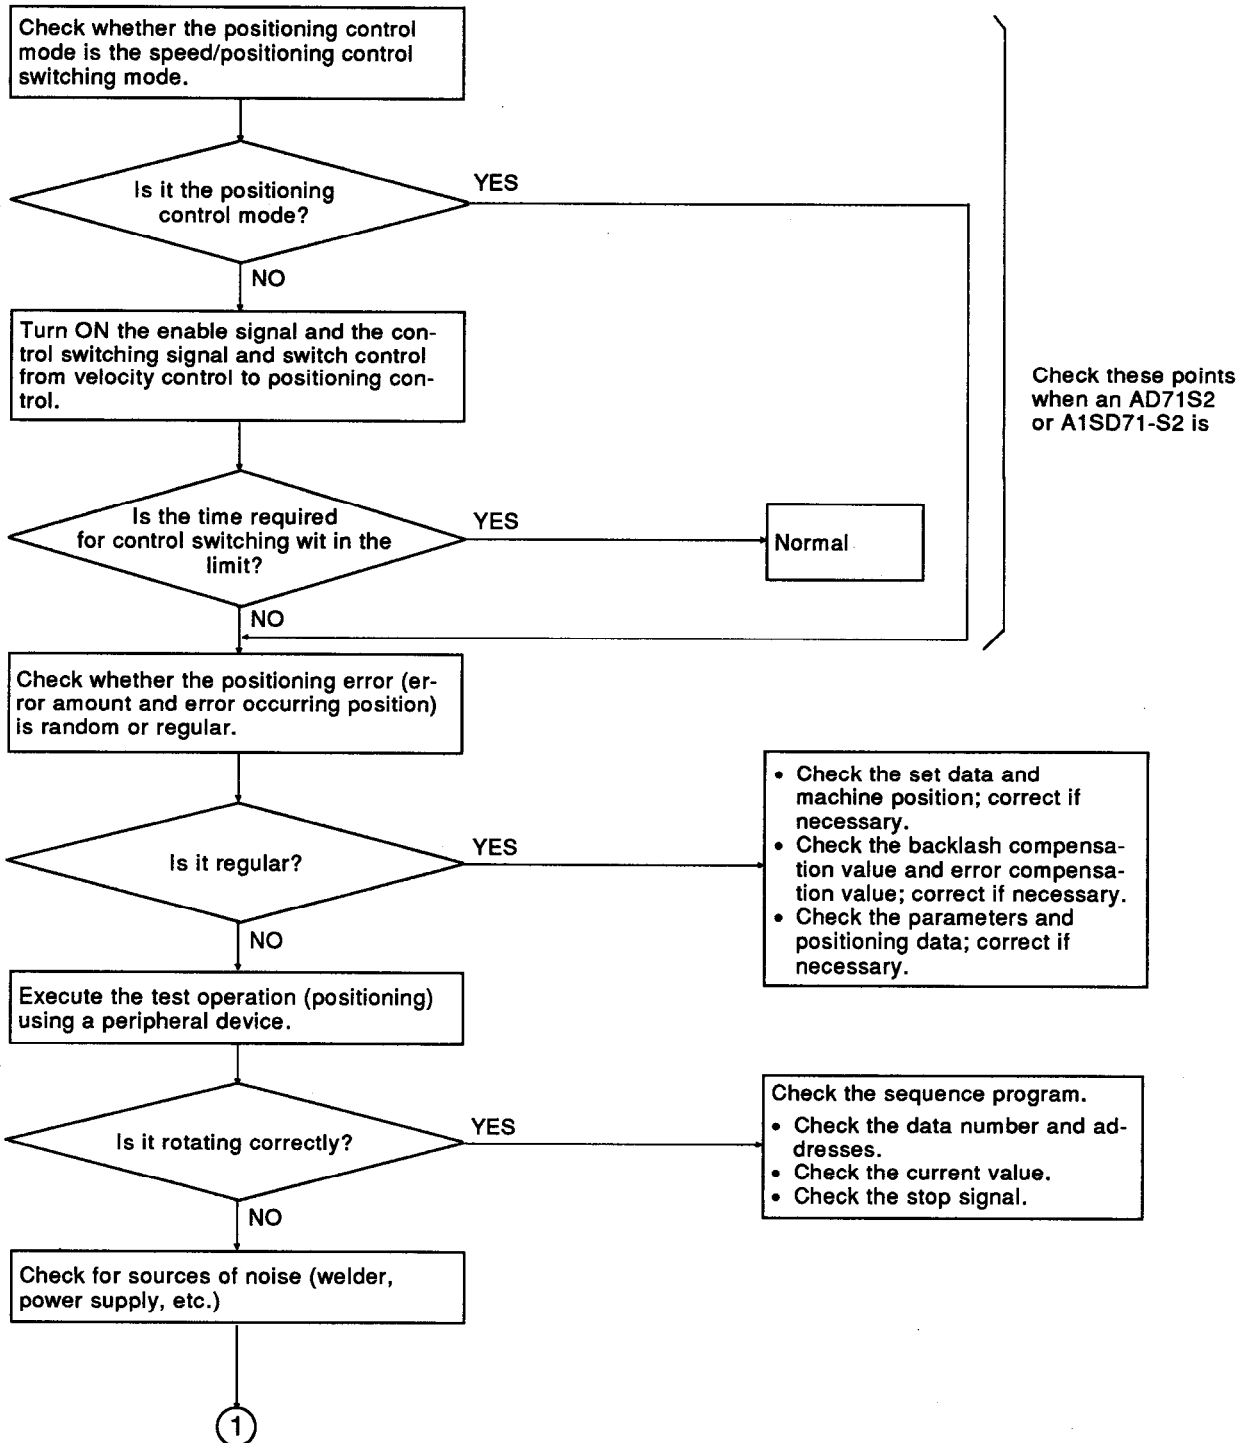 Check whether the positioning control
mode is the speed/positioning control
switching mode.
Is it the positioning
control mode?
YES
NO
Turn ON the enable signal and the con-
trol switching signal and switch control
from velocity control to positioning con-
trol.
Check these points
when an AD71S2
or A1SD71-S2 is
Is the time required
for control switching wit in the
limit?
YES
Normal
NO
Check whether the positioning error (er-
ror amount and error occurring position)
is random or regular.
Is it regular?
YES
• Check the set data and
machine position; correct if
necessary.
• Check the backlash compensa-
tion value and error compensa-
tion value; correct if necessary.
• Check the parameters and
positioning data; correct if
necessary.
NO
Execute the test operation (positioning)
using a peripheral device.
Is it rotating correctly?
YES
Check the sequence program.
• Check the data number and ad-
dresses.
• Check the current value.
• Check the stop signal.
NO
Check for sources of noise (welder,
power supply, etc.)
1